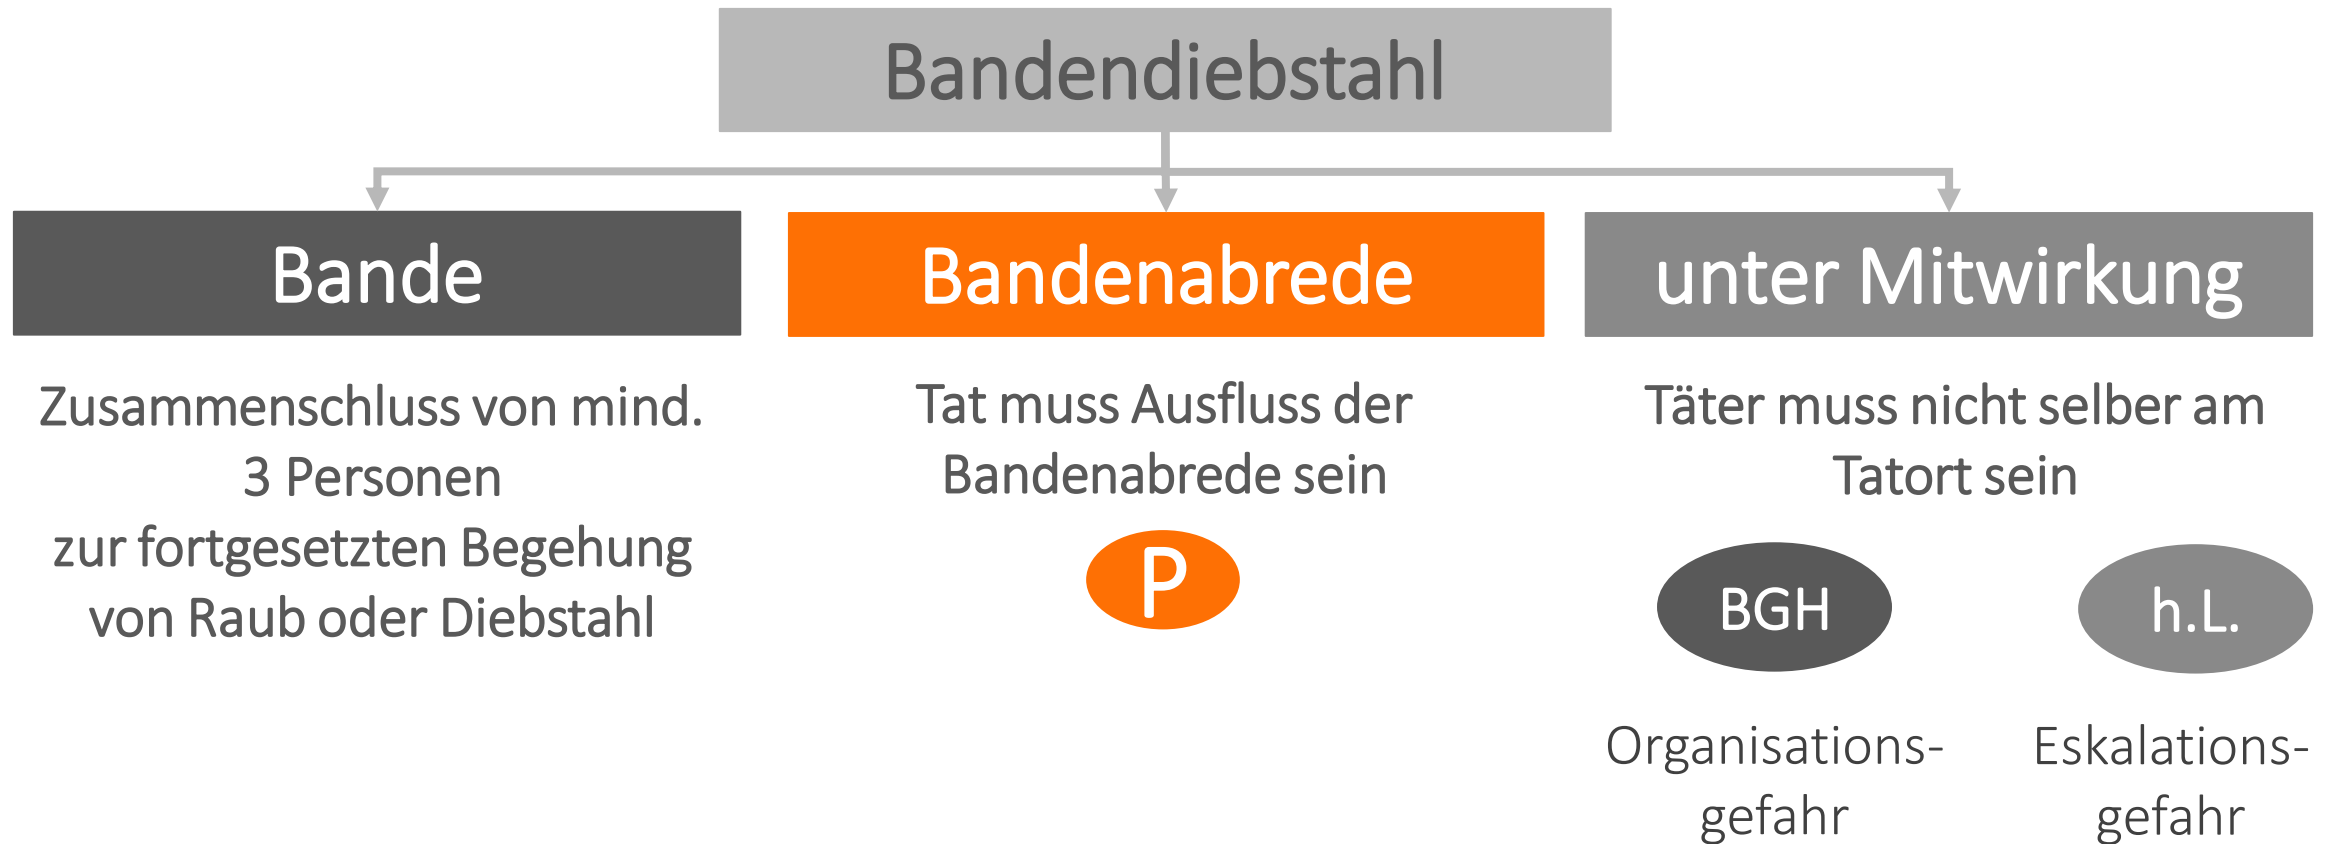 Bandendiebstahl
Bande
Zusammenschluss von mind.
3 Personen
zur fortgesetzten Begehung
von Raub oder Diebstahl
Bandenabrede
Tat muss Ausfluss der
Bandenabrede sein
P
unter Mitwirkung
Täter muss nicht selber am
Tatort sein
BGH
Organisations-
gefahr
h.L.
Eskalations-
gefahr